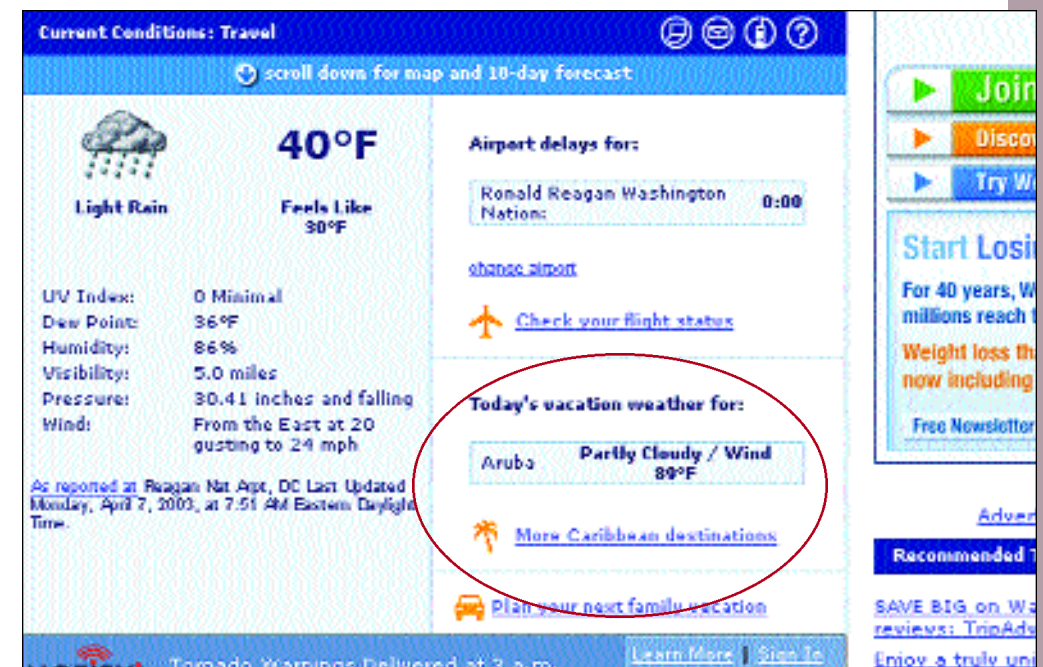 Current Conditions: Travel
scroll down for map and 10-day forecast
40°F
Light Rain
Feels Like
30°F
UV Index: 0 Minimal
Dew Point: 36°F
Humidity: 86%
Visibility: 5.0 miles
Pressure: 30.41 inches and falling
Wind: From the East at 20
gusting to 24 mph
As reported at Reagan Nat Arpt, DC Last Updated
Monday, April 7, 2003, at 7:51 AM Eastern Daylight
Time.
Airport delays for:
Ronald Reagan Washington
Nation: 0:00
change airport
Check your flight status
Today's vacation weather for:
Aruba Partly Cloudy / Wind
89°F
More Caribbean destinations
Plan your next family vacation
Tornado Warnings Delivered at 3 a.m.
Learn More | Sign In
Join
Disco
Try W
Start Losi
For 40 years, W
millions reach
Weight loss th
now including
Free Newsletter
Adver
Recommended
SAVE BIG on Wa
reviews: TripAdv
Enjoy a truly uni